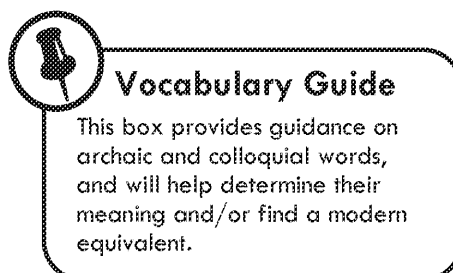 Vocabulary Guide
This box provides guidance on
archaic and colloquial words,
and will help determine their
meaning and/or find a modern
equivalent.